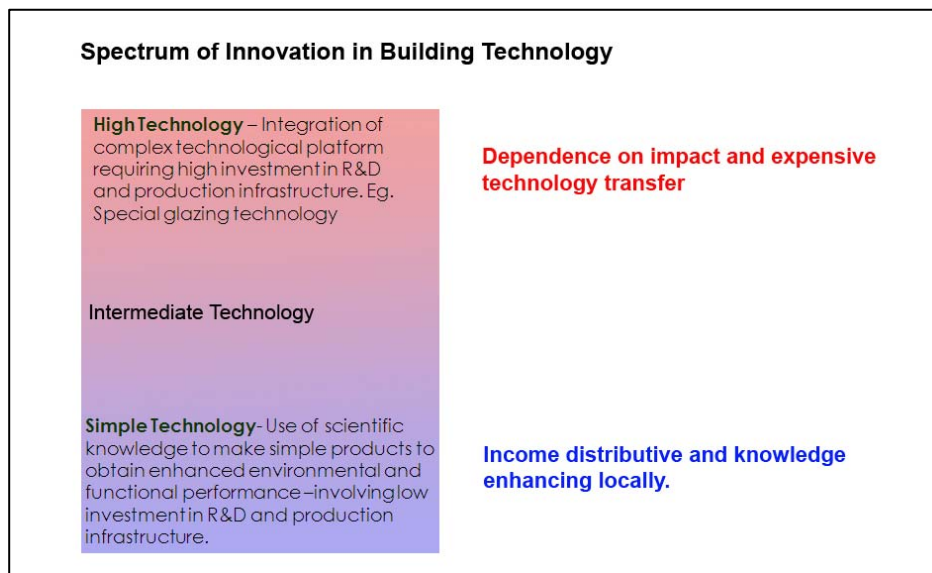 Spectrum of Innovation in Building Technology
High Technology – Integration of
complex technological platform
requiring high investment in R&D
and production infrastructure. Eg.
Special glazing technology
Dependence on impact and expensive
technology transfer
Intermediate Technology
Simple Technology- Use of scientific
knowledge to make simple products to
obtain enhanced environmental and
functional performance –involving low
investment in R&D and production
infrastructure.
Income distributive and knowledge
enhancing locally.